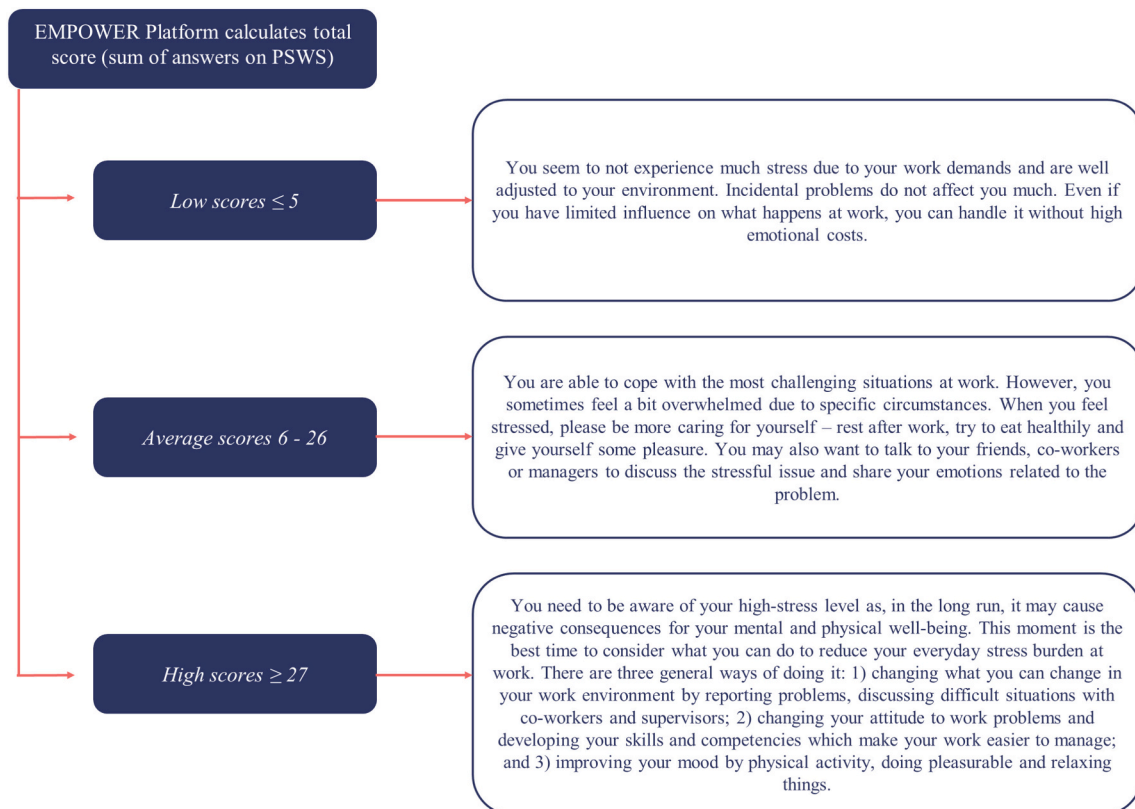 EMPOWER Platform calculates total
score (sum of answers on PSWS)
Low scores ≤ 5
You seem to not experience much stress due to your work demands and are well
adjusted to your environment. Incidental problems do not affect you much. Even if
you have limited influence on what happens at work, you can handle it without high
emotional costs.
Average scores 6 - 26
You are able to cope with the most challenging situations at work. However, you
sometimes feel a bit overwhelmed due to specific circumstances. When you feel
stressed, please be more caring for yourself – rest after work, try to eat healthily and
give yourself some pleasure. You may also want to talk to your friends, co-workers
or managers to discuss the stressful issue and share your emotions related to the
problem.
High scores ≥ 27
You need to be aware of your high-stress level as, in the long run, it may cause
negative consequences for your mental and physical well-being. This moment is the
best time to consider what you can do to reduce your everyday stress burden at
work. There are three general ways of doing it: 1) changing what you can change in
your work environment by reporting problems, discussing difficult situations with
co-workers and supervisors; 2) changing your attitude to work problems and
developing your skills and competencies which make your work easier to manage;
and 3) improving your mood by physical activity, doing pleasurable and relaxing
things.